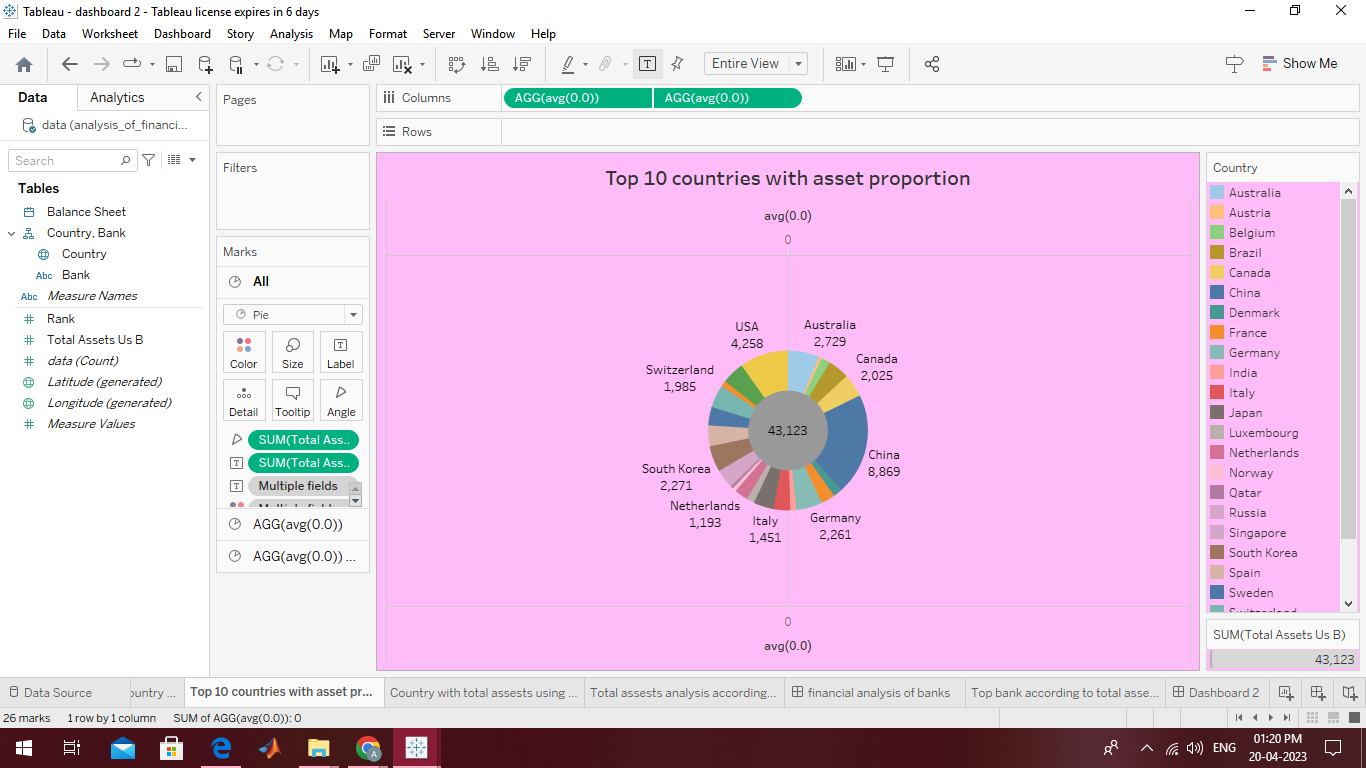 Tableau - dashboard 2 - Tableau license expires in 6 days
File Data Worksheet Dashboard Story Analysis Map Format Server Window Help
Entire View
Show Me
Data Analytics
data (analysis_of_financi...
Search
Tables
Balance Sheet
Country, Bank
Country
Abc Bank
Abc Measure Names
Rank
Total Assets Us B
data (Count)
Latitude (generated)
Longitude (generated)
Measure Values
Pages
Filters
Marks
All
Pie
Color Size Label
Detail Tooltip Angle
SUM(Total Ass..
SUM(Total Ass..
Multiple fields
AGG(avg(0.0))
AGG(avg(0.0)) ...
Columns AGG(avg(0.0)) AGG(avg(0.0))
Rows
Top 10 countries with asset proportion
avg(0.0)
0
USA
4,258
Australia
2,729
Canada
2,025
Switzerland
1,985
43,123
China
8,869
South Korea
2,271
Netherlands
1,193
Italy
1,451
Germany
2,261
0
avg(0.0)
Country
Australia
Austria
Belgium
Brazil
Canada
China
Denmark
France
Germany
India
Italy
Japan
Luxembourg
Netherlands
Norway
Qatar
Russia
Singapore
South Korea
Spain
Sweden
Switzerland
SUM(Total Assets Us B)
43,123
Data Source ountry ... Top 10 countries with asset pr... Country with total assests using ... Total assests analysis according... financial analysis of banks Top bank according to total asse... Dashboard 2
26 marks 1 row by 1 column SUM of AGG(avg(0.0)): 0
ENG
01:20 PM
20-04-2023